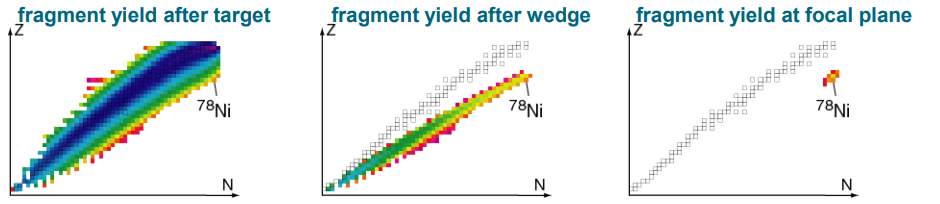 fragment yield after target
Z
78Ni
N
fragment yield after wedge
Z
78Ni
N
fragment yield at focal plane
Z
78Ni
N